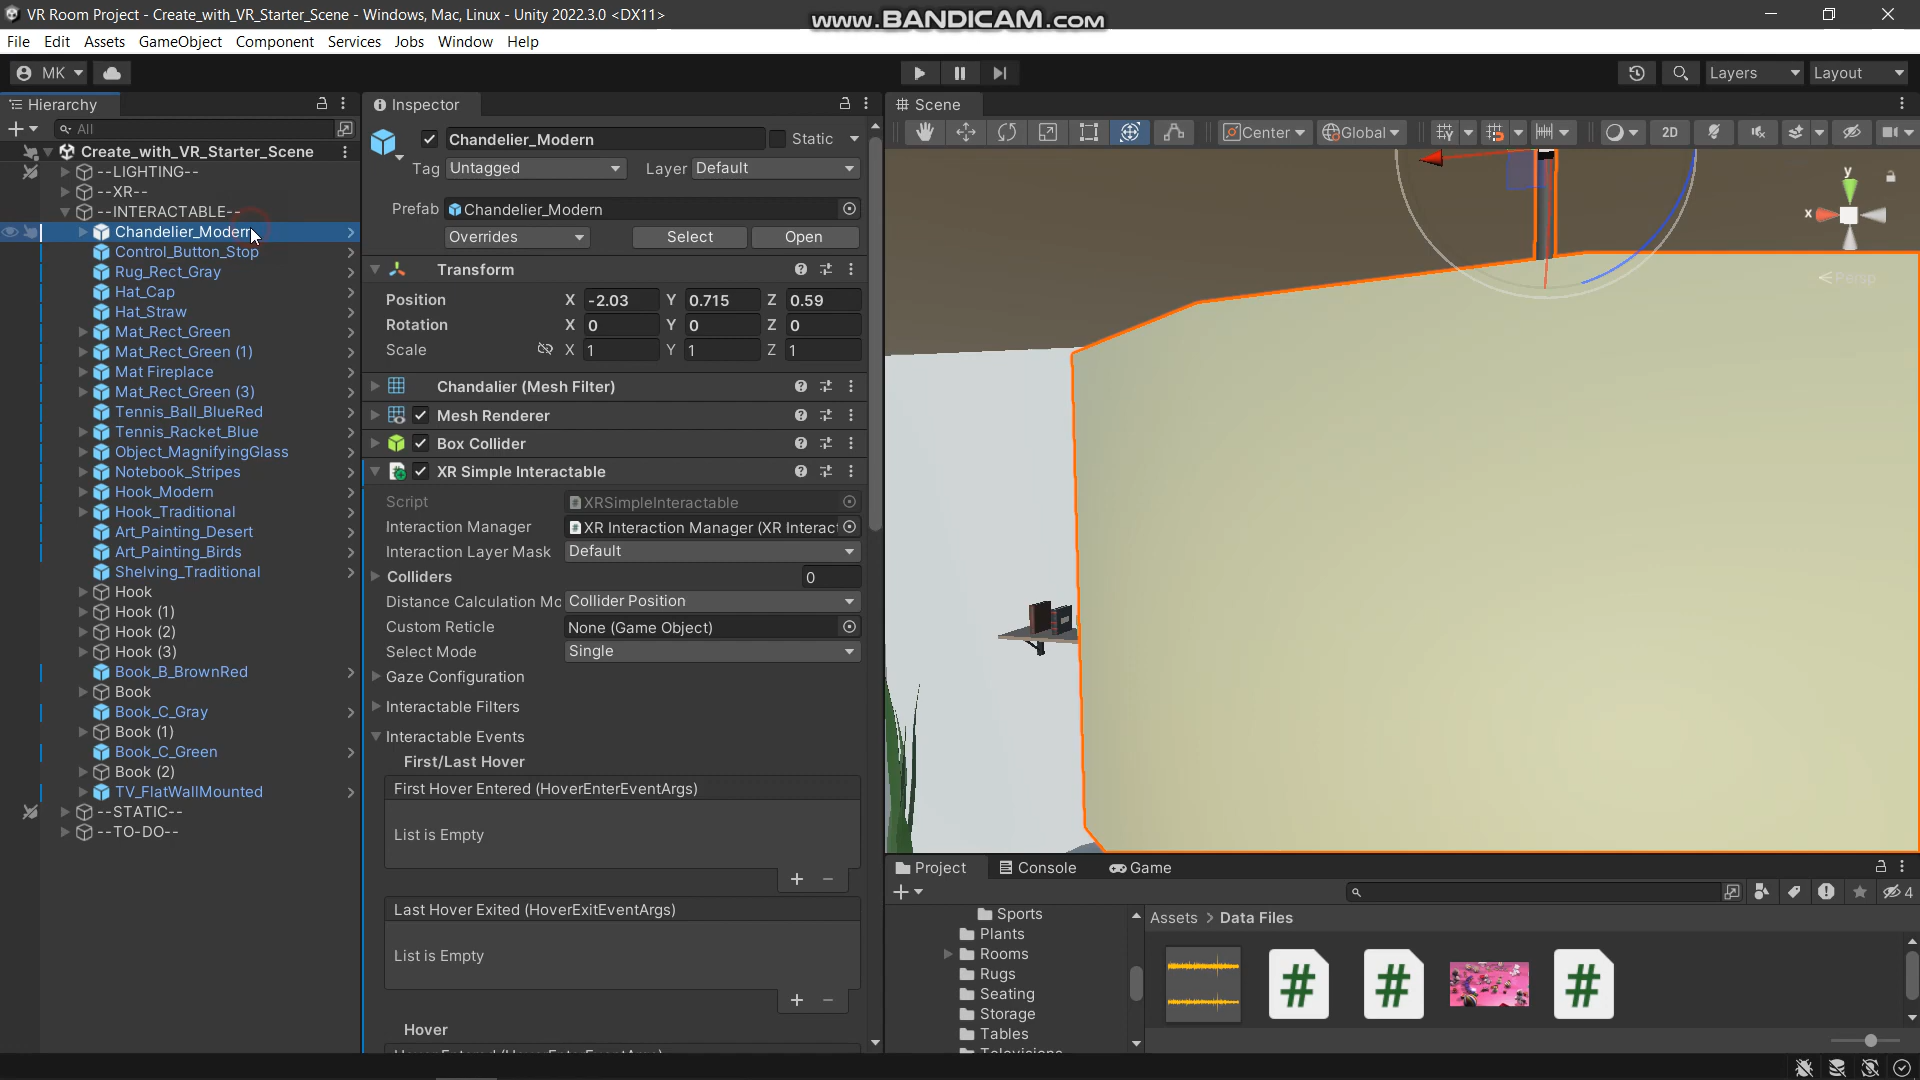 VR Room Project - Create_with_VR_Starter_Scene - Windows, Mac, Linux - Unity 2022.3.0 <DX11>
www.BANDICAM.com
File Edit Assets GameObject Component Services Jobs Window Help
MK Layers Layout
Hierarchy
All
Create_with_VR_Starter_Scene
--LIGHTING--
--XR--
--INTERACTABLE--
Chandelier_Modern
Control_Button_Stop
Rug_Rect_Gray
Hat_Cap
Hat_Straw
Mat_Rect_Green
Mat_Rect_Green (1)
Mat Fireplace
Mat_Rect_Green (3)
Tennis_Ball_BlueRed
Tennis_Racket_Blue
Object_MagnifyingGlass
Notebook_Stripes
Hook_Modern
Hook_Traditional
Art_Painting_Desert
Art_Painting_Birds
Shelving_Traditional
Hook
Hook (1)
Hook (2)
Hook (3)
Book_B_BrownRed
Book
Book_C_Gray
Book (1)
Book_C_Green
Book (2)
TV_FlatWallMounted
--STATIC--
--TO-DO--
Inspector
Chandelier_Modern Static
Tag Untagged Layer Default
Prefab Chandelier_Modern
Overrides Select Open
Transform
Position X -2.03 Y 0.715 Z 0.59
Rotation X 0 Y 0 Z 0
Scale X 1 Y 1 Z 1
Chandalier (Mesh Filter)
Mesh Renderer
Box Collider
XR Simple Interactable
Script XRSimpleInteractable
Interaction Manager XR Interaction Manager (XR Interact
Interaction Layer Mask Default
Colliders 0
Distance Calculation Mo Collider Position
Custom Reticle None (Game Object)
Select Mode Single
Gaze Configuration
Interactable Filters
Interactable Events
First/Last Hover
First Hover Entered (HoverEnterEventArgs)
List is Empty
Last Hover Exited (HoverExitEventArgs)
List is Empty
Hover
Scene
Center Global 2D
y
x
Persp
Project Console Game
4
Sports
Plants
Rooms
Rugs
Seating
Storage
Tables
Assets > Data Files